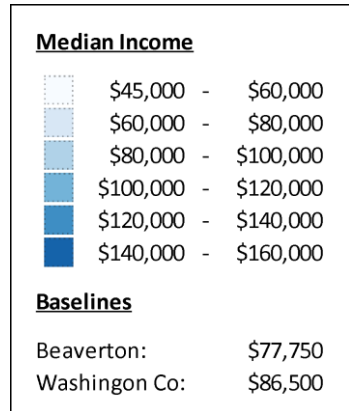 Median Income
$45,000 - $60,000
$60,000 - $80,000
$80,000 - $100,000
$100,000 - $120,000
$120,000 - $140,000
$140,000 - $160,000
Baselines
Beaverton: $77,750
Washingon Co: $86,500